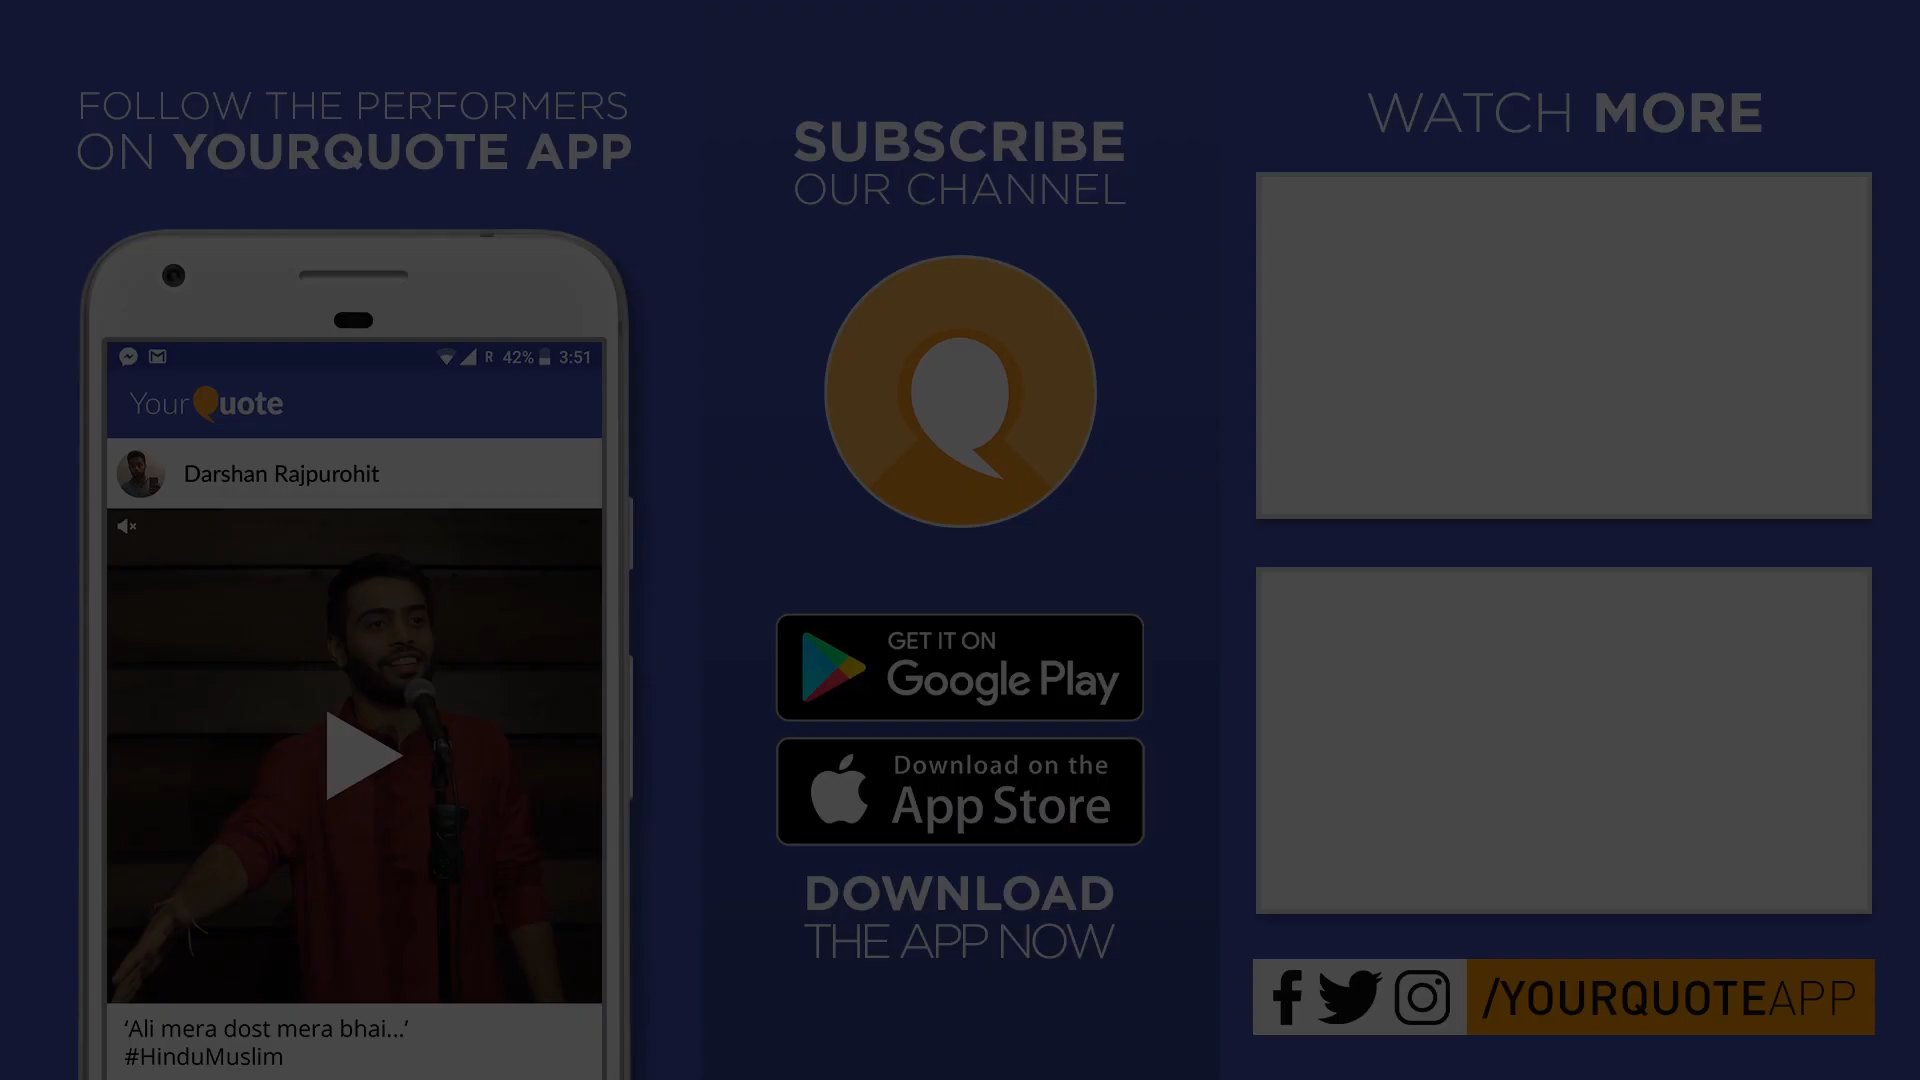 FOLLOW THE PERFORMERS
ON YOURQUOTE APP
R 42% 3:51
YourQuote
Darshan Rajpurohit
‘Ali mera dost mera bhai...’
#HinduMuslim
SUBSCRIBE
OUR CHANNEL
GET IT ON
Google Play
Download on the
App Store
DOWNLOAD
THE APP NOW
WATCH MORE
/YOURQUOTEAPP